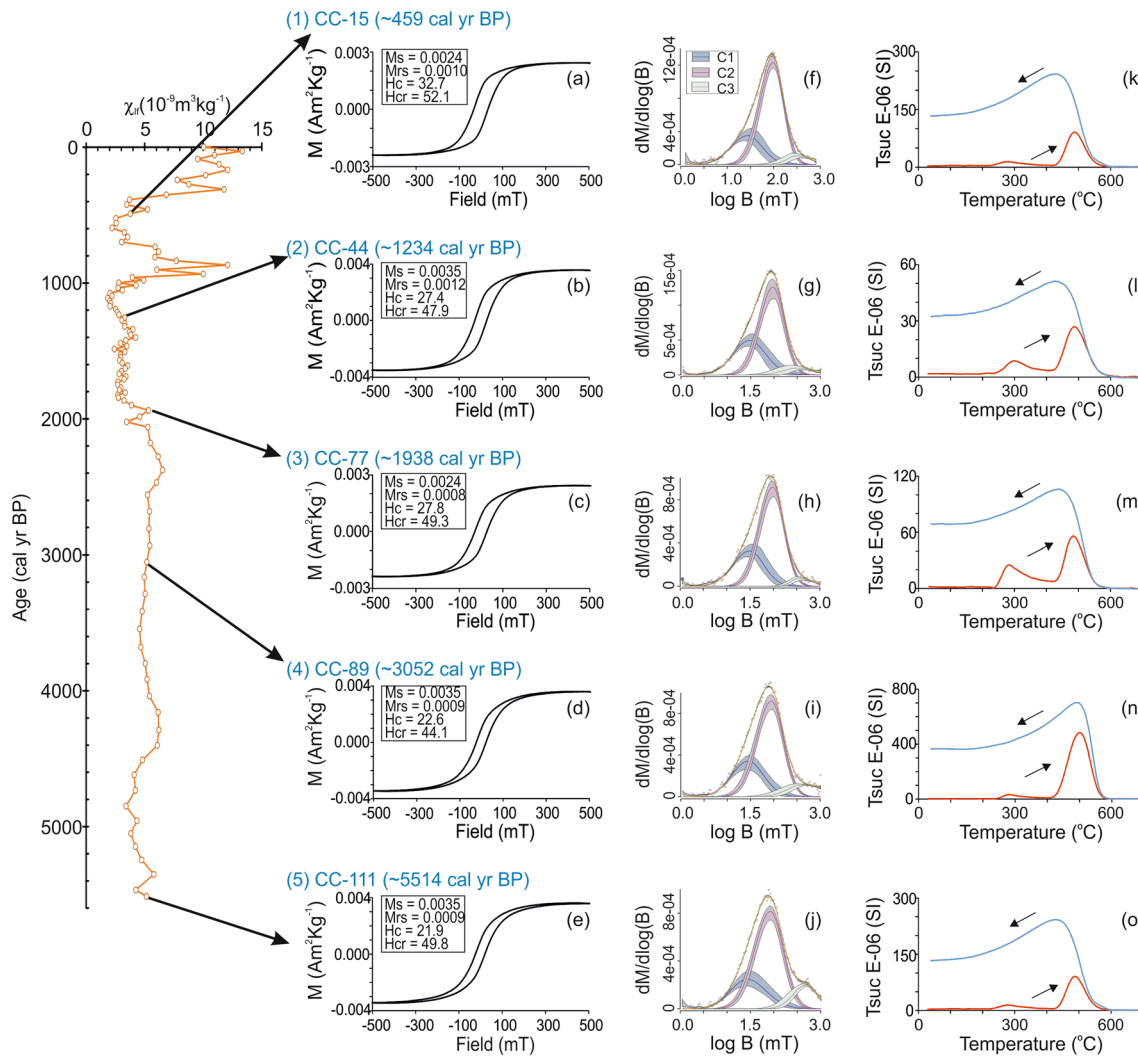 (1) CC-15 (~459 cal yr BP)
χlf(10⁻⁹m³kg⁻¹)
0 5 10 15
Age (cal yr BP)
0
1000
2000
3000
4000
5000
M (Am²Kg⁻¹)
0.003
0.000
-0.003
Ms = 0.0024
Mrs = 0.0010
Hc = 32.7
Hcr = 52.1
(a)
-500 -300 -100 100 300 500
Field (mT)
dM/dlog(B)
12e-04
4e-04
0
C1
C2
C3
(f)
0.0 1.0 2.0 3.0
log B (mT)
Tsuc E-06 (SI)
300
150
0
(k
300 600
Temperature (°C)
(2) CC-44 (~1234 cal yr BP)
M (Am²Kg⁻¹)
0.004
0.000
-0.004
Ms = 0.0035
Mrs = 0.0012
Hc = 27.4
Hcr = 47.9
(b)
-500 -300 -100 100 300 500
Field (mT)
dM/dlog(B)
15e-04
5e-04
0
(g)
0.0 1.0 2.0 3.0
log B (mT)
Tsuc E-06 (SI)
60
30
0
(l
0 300 600
Temperature (°C)
(3) CC-77 (~1938 cal yr BP)
M (Am²Kg⁻¹)
0.003
0.000
-0.003
Ms = 0.0024
Mrs = 0.0008
Hc = 27.8
Hcr = 49.3
(c)
-500 -300 -100 100 300 500
Field (mT)
dM/dlog(B)
8e-04
4e-04
0
(h)
0.0 1.5 3.0
log B (mT)
Tsuc E-06 (SI)
120
60
0
(m
300 600
Temperature (°C)
(4) CC-89 (~3052 cal yr BP)
M (Am²Kg⁻¹)
0.004
0.000
-0.004
Ms = 0.0035
Mrs = 0.0009
Hc = 22.6
Hcr = 44.1
(d)
-500 -300 -100 100 300 500
Field (mT)
dM/dlog(B)
8e-04
4e-04
0
(i)
0.0 1.5 3.0
log B (mT)
Tsuc E-06 (SI)
800
400
0
(n
0 300 600
Temperature (°C)
(5) CC-111 (~5514 cal yr BP)
M (Am²Kg⁻¹)
0.004
0.000
-0.004
Ms = 0.0035
Mrs = 0.0009
Hc = 21.9
Hcr = 49.8
(e)
-500 -300 -100 100 300 500
Field (mT)
dM/dlog(B)
8e-04
4e-04
0
(j)
0.0 1.5 3.0
log B (mT)
Tsuc E-06 (SI)
300
150
0
(o
300 600
Temperature (°C)